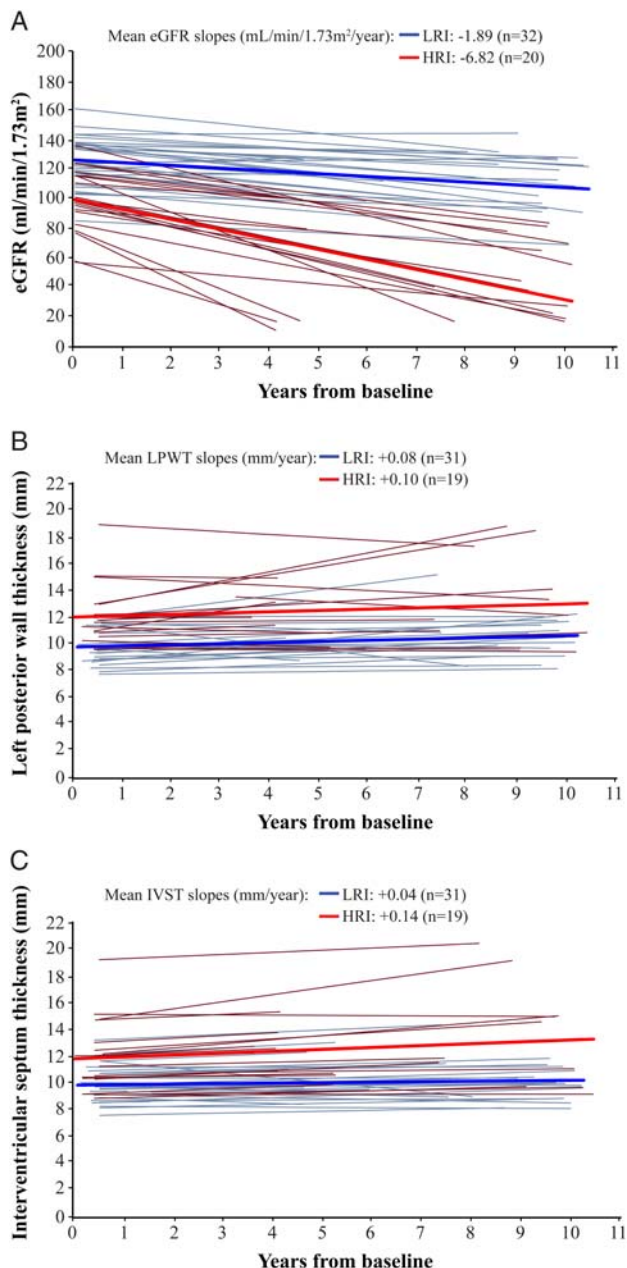 A
Mean eGFR slopes (mL/min/1.73m²/year): LRI: -1.89 (n=32)
HRI: -6.82 (n=20)
eGFR (ml/min/1.73m²)
200
180
160
140
120
100
80
60
40
20
0
0 1 2 3 4 5 6 7 8 9 10 11
Years from baseline
B
Mean LPWT slopes (mm/year): LRI: +0.08 (n=31)
HRI: +0.10 (n=19)
Left posterior wall thickness (mm)
22
20
18
16
14
12
10
8
6
4
2
0
0 1 2 3 4 5 6 7 8 9 10 11
Years from baseline
C
Mean IVST slopes (mm/year): LRI: +0.04 (n=31)
HRI: +0.14 (n=19)
Interventricular septum thickness (mm)
22
20
18
16
14
12
10
8
6
4
2
0
0 1 2 3 4 5 6 7 8 9 10 11
Years from baseline